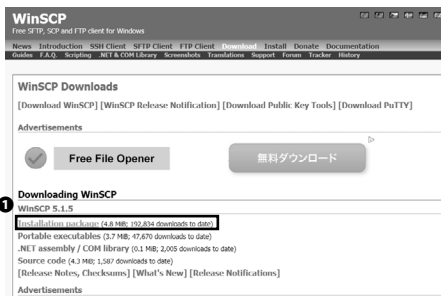 WinSCP
Free SFTP, SCP and FTP client for Windows
News Introduction SSH Client SFTP Client FTP Client Download Install Donate Documentation
Guides F.A.Q. Scripting .NET & COM Library Screenshots Translations Support Forum Tracker History
WinSCP Downloads
[Download WinSCP] [WinSCP Release Notification] [Download Public Key Tools] [Download PuTTY]
Advertisements
Free File Opener
無料ダウンロード
Downloading WinSCP
❶
WinSCP 5.1.5
Installation package (4.8 MiB; 192,834 downloads to date)
Portable executables (3.7 MiB; 47,670 downloads to date)
.NET assembly / COM library (0.1 MiB; 2,005 downloads to date)
Source code (4.3 MiB; 1,587 downloads to date)
[Release Notes, Checksums] [What's New] [Release Notifications]
Advertisements